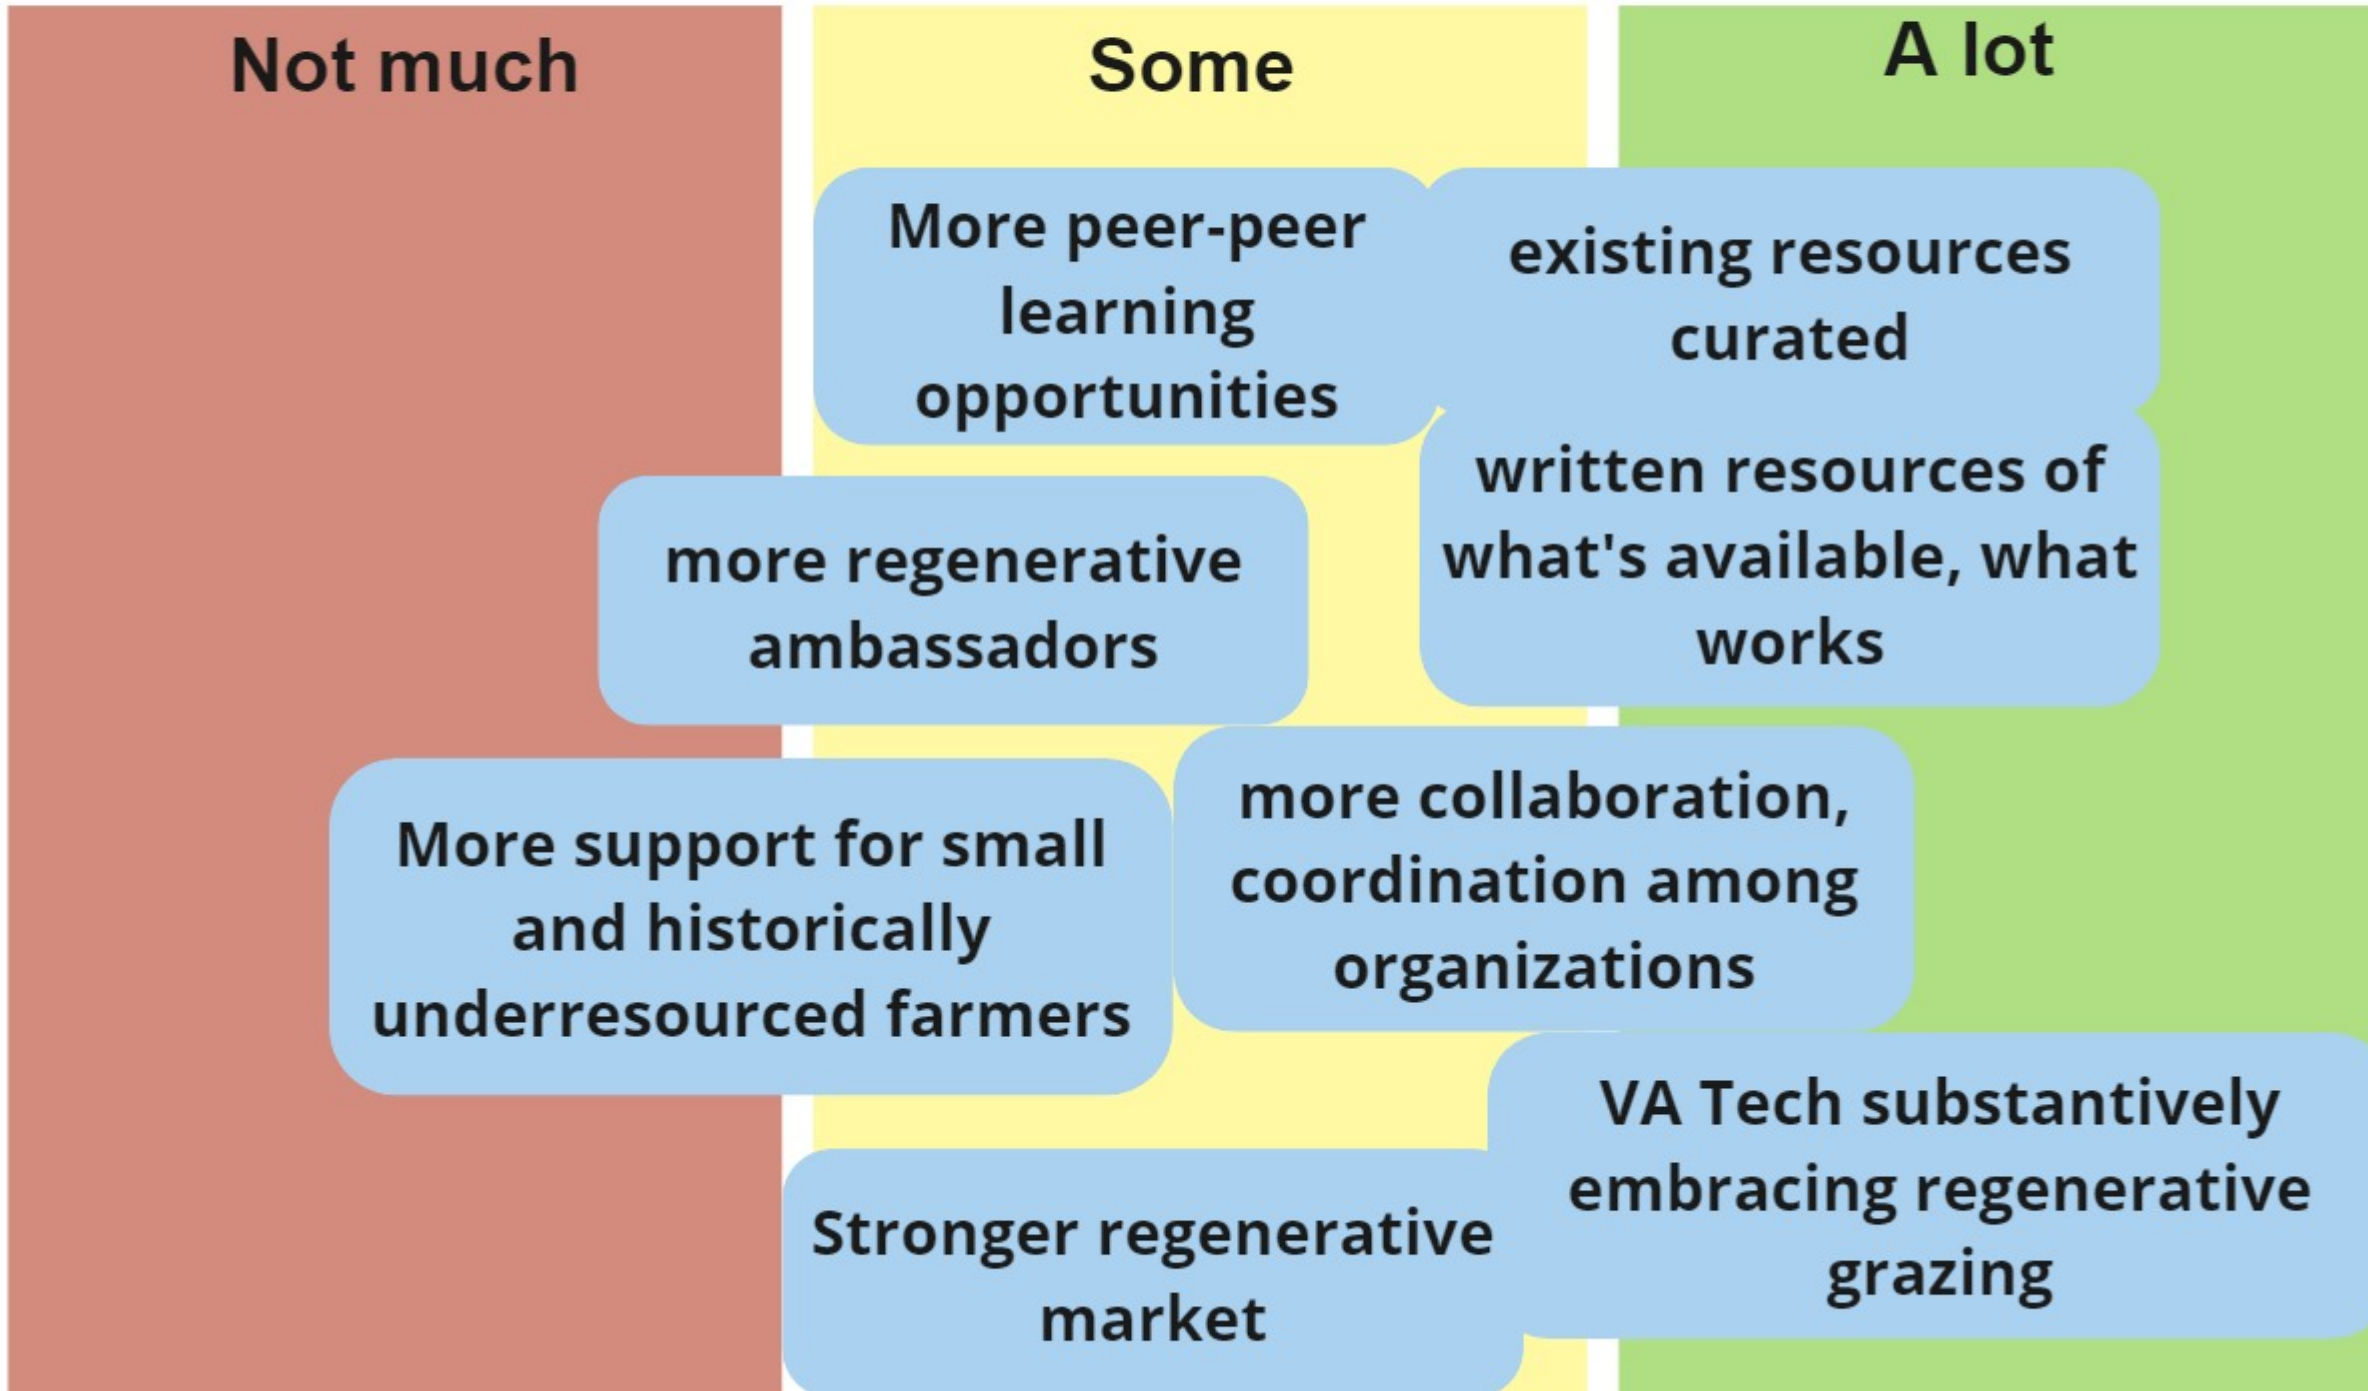 Not much
Some
A lot
More peer-peer
learning
opportunities
existing resources
curated
written resources of
what's available, what
works
more regenerative
ambassadors
More support for small
and historically
underresourced farmers
more collaboration,
coordination among
organizations
VA Tech substantively
embracing regenerative
grazing
Stronger regenerative
market